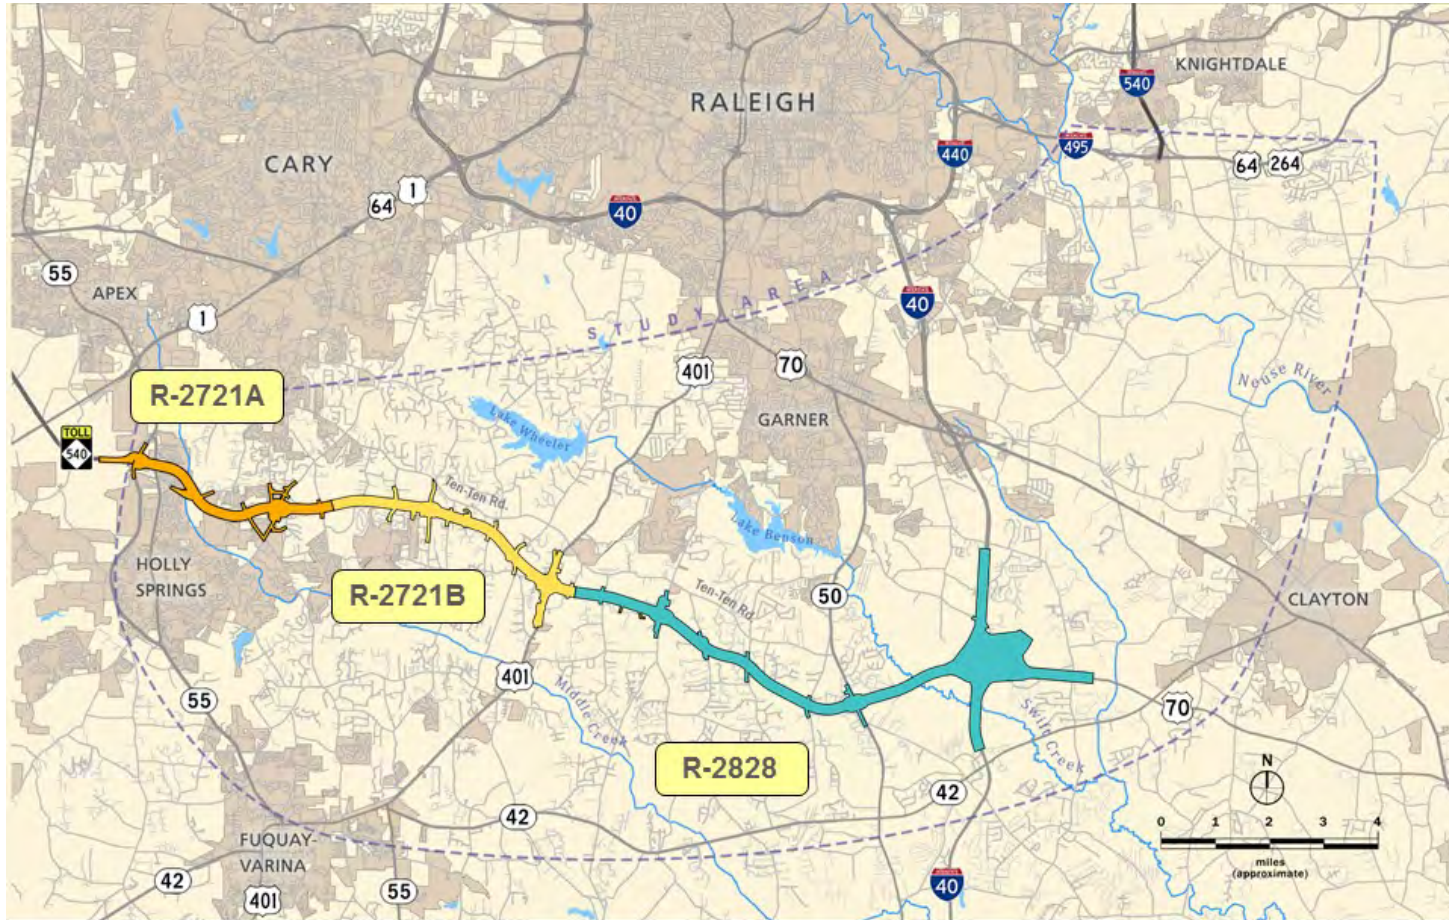 KNIGHTDALE
540
RALEIGH
495
440
64 264
CARY
1
64
40
55
STUDY AREA
APEX
40
1
401
70
Neuse River
R-2721A
GARNER
Lake Wheeler
TOLL
540
Ten-Ten Rd.
Lake Benson
HOLLY
SPRINGS
R-2721B
Ten-Ten Rd.
50
CLAYTON
401
Middle Creek
55
Swift Creek
70
R-2828
N
42
42
0 1 2 3 4
miles
(approximate)
FUQUAY-
VARINA
42
401
55
40